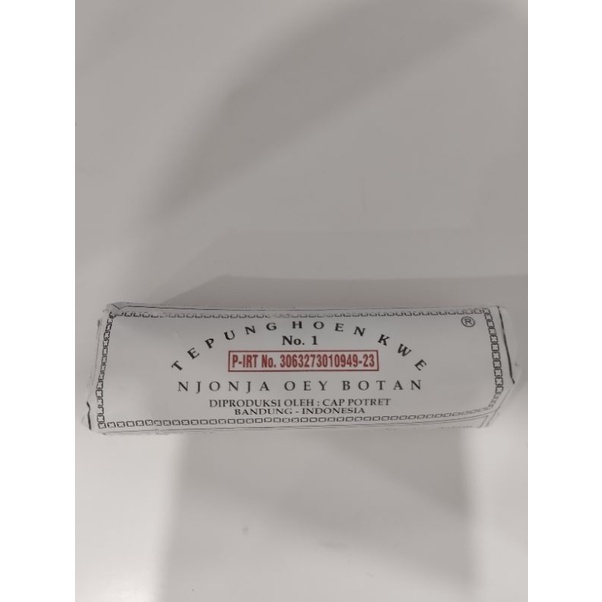 TEPUNG HOEN KWE
®
No. 1
P-IRT No. 3063273010949-23
NJONJA OEY BOTAN
DIPRODUKSI OLEH : CAP POTRET
BANDUNG - INDONESIA